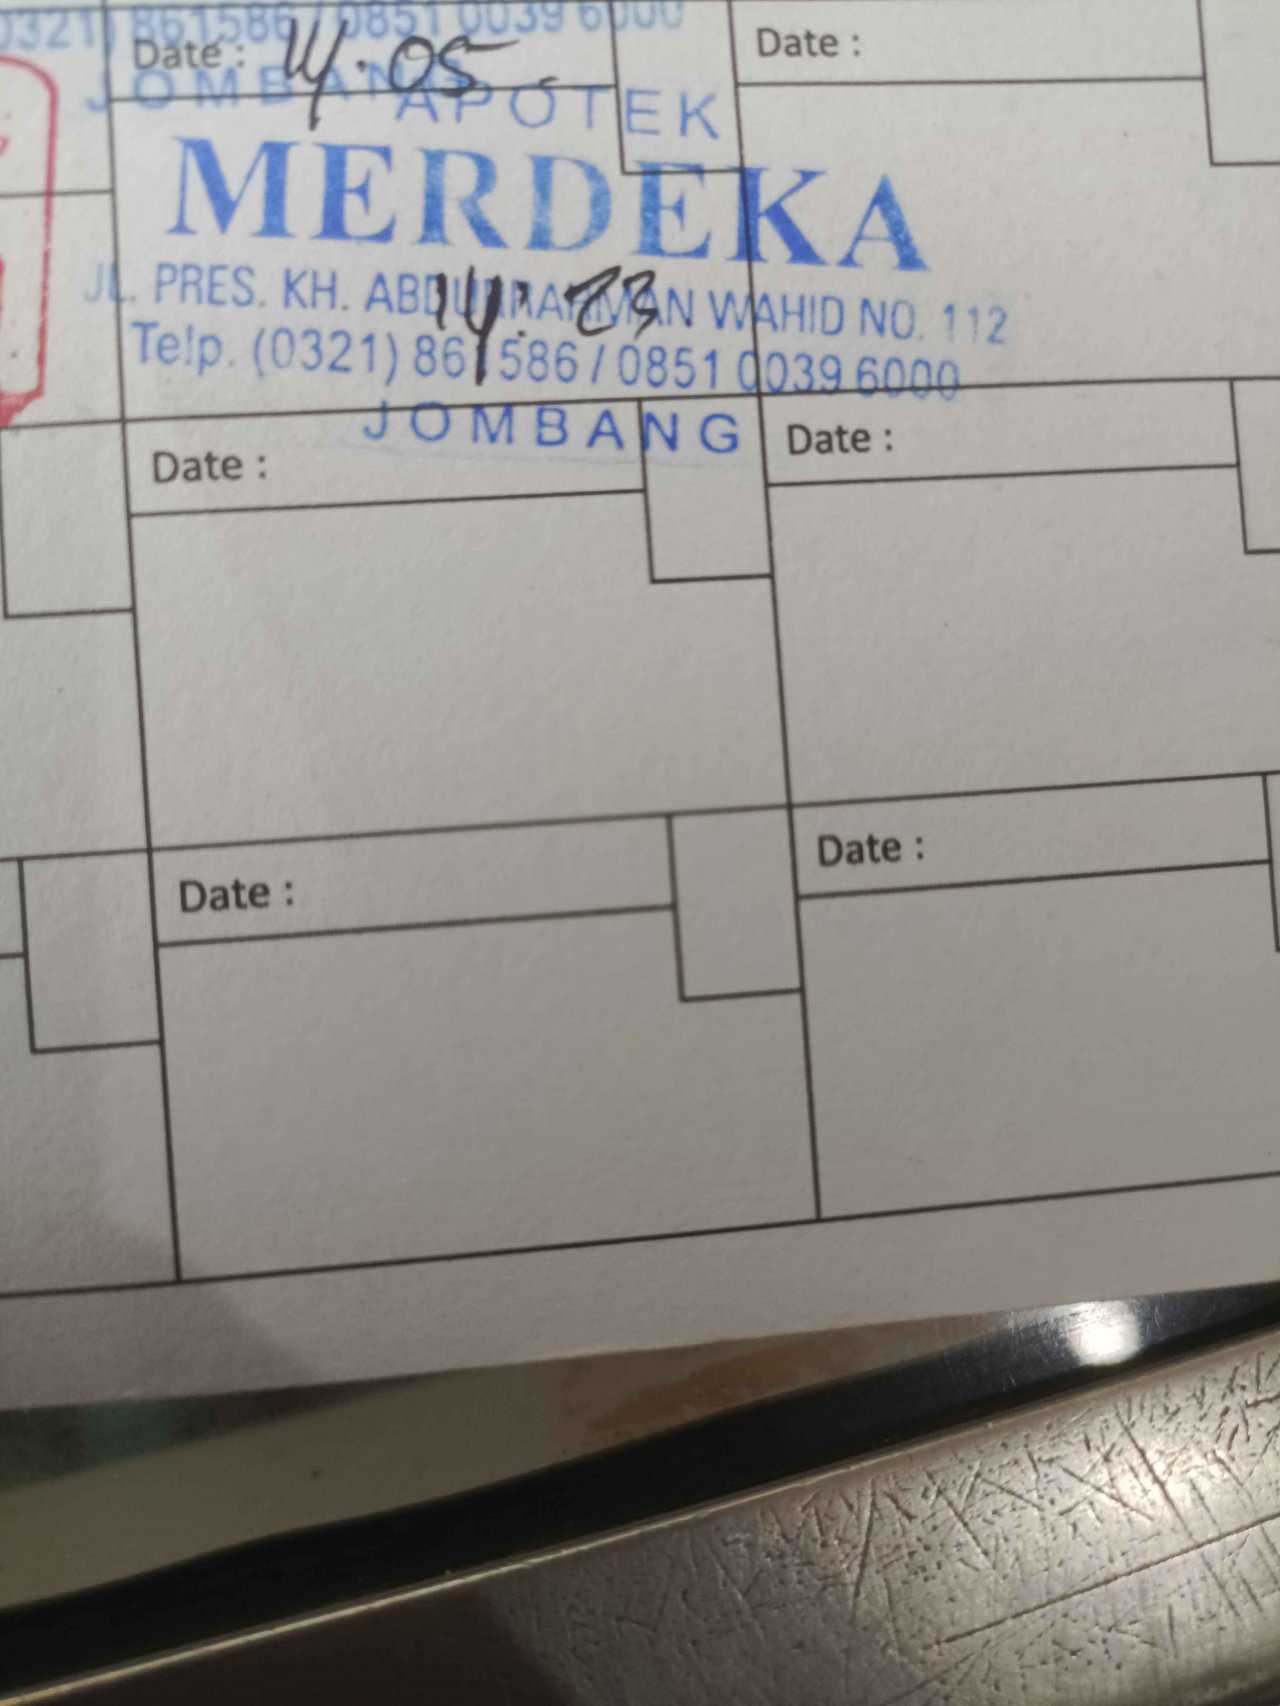 0321) 861586 / 0851 0039 6000
Date : 14.05
Date :
JOMBANG
APOTEK
MERDEKA
JL. PRES. KH. ABDURRAHMAN WAHID NO. 112
14.23
Telp. (0321) 861586 / 0851 0039 6000
JOMBANG
Date :
Date :
Date :
Date :